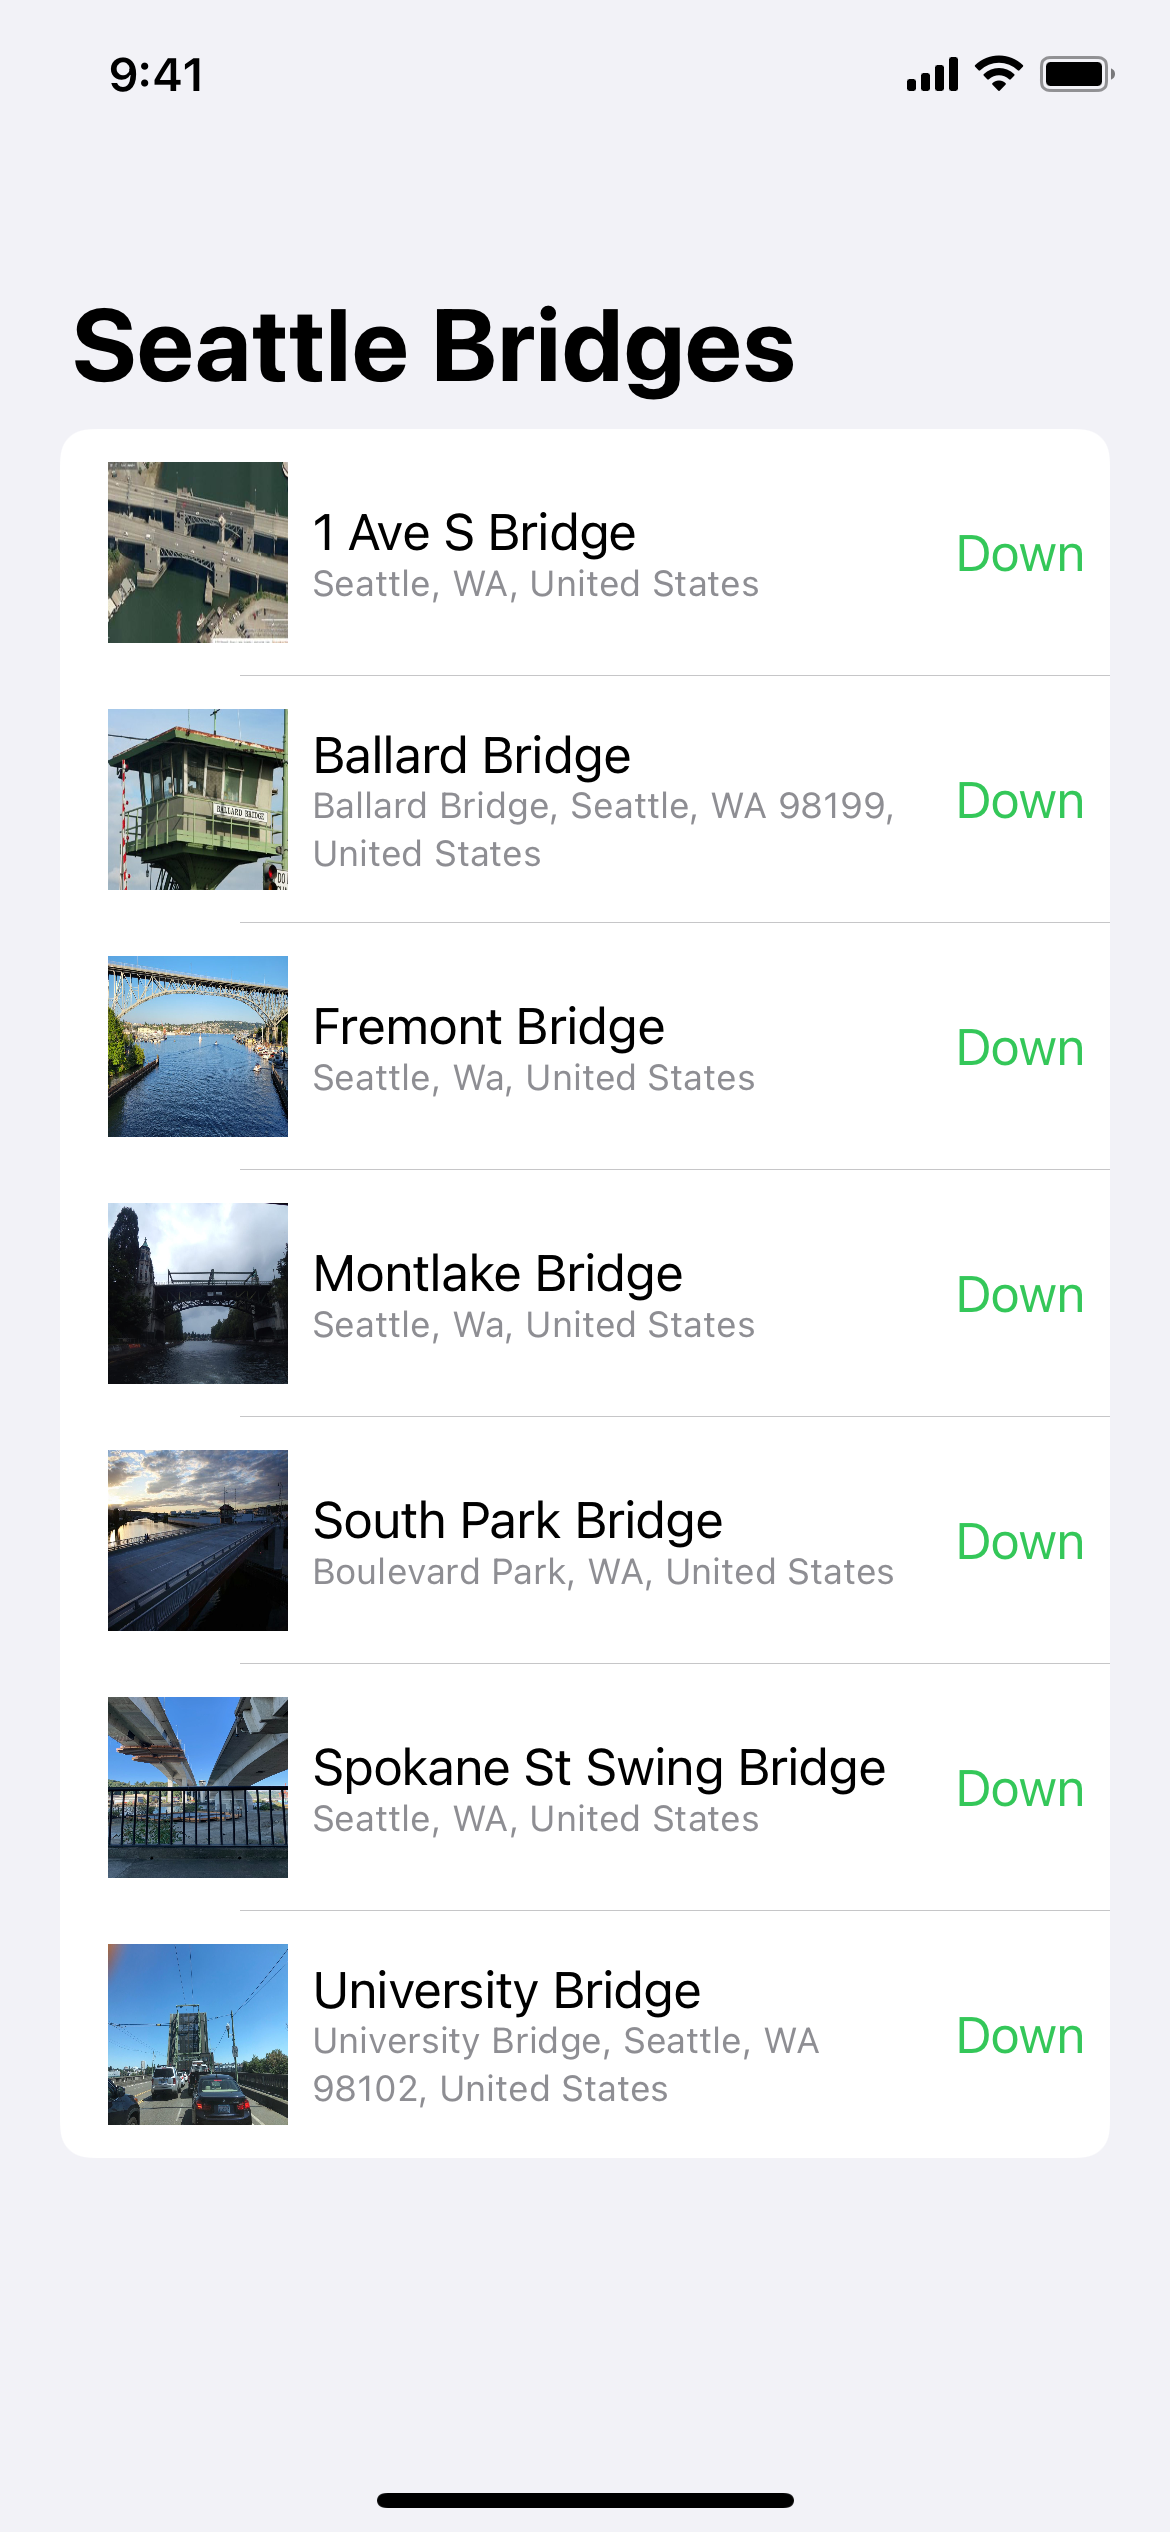 9:41
Seattle Bridges
1 Ave S Bridge
Seattle, WA, United States
Down
BALLARD BRIDGE
Ballard Bridge
Ballard Bridge, Seattle, WA 98199,
United States
Down
Fremont Bridge
Seattle, Wa, United States
Down
Montlake Bridge
Seattle, Wa, United States
Down
South Park Bridge
Boulevard Park, WA, United States
Down
Spokane St Swing Bridge
Seattle, WA, United States
Down
University Bridge
University Bridge, Seattle, WA
98102, United States
Down